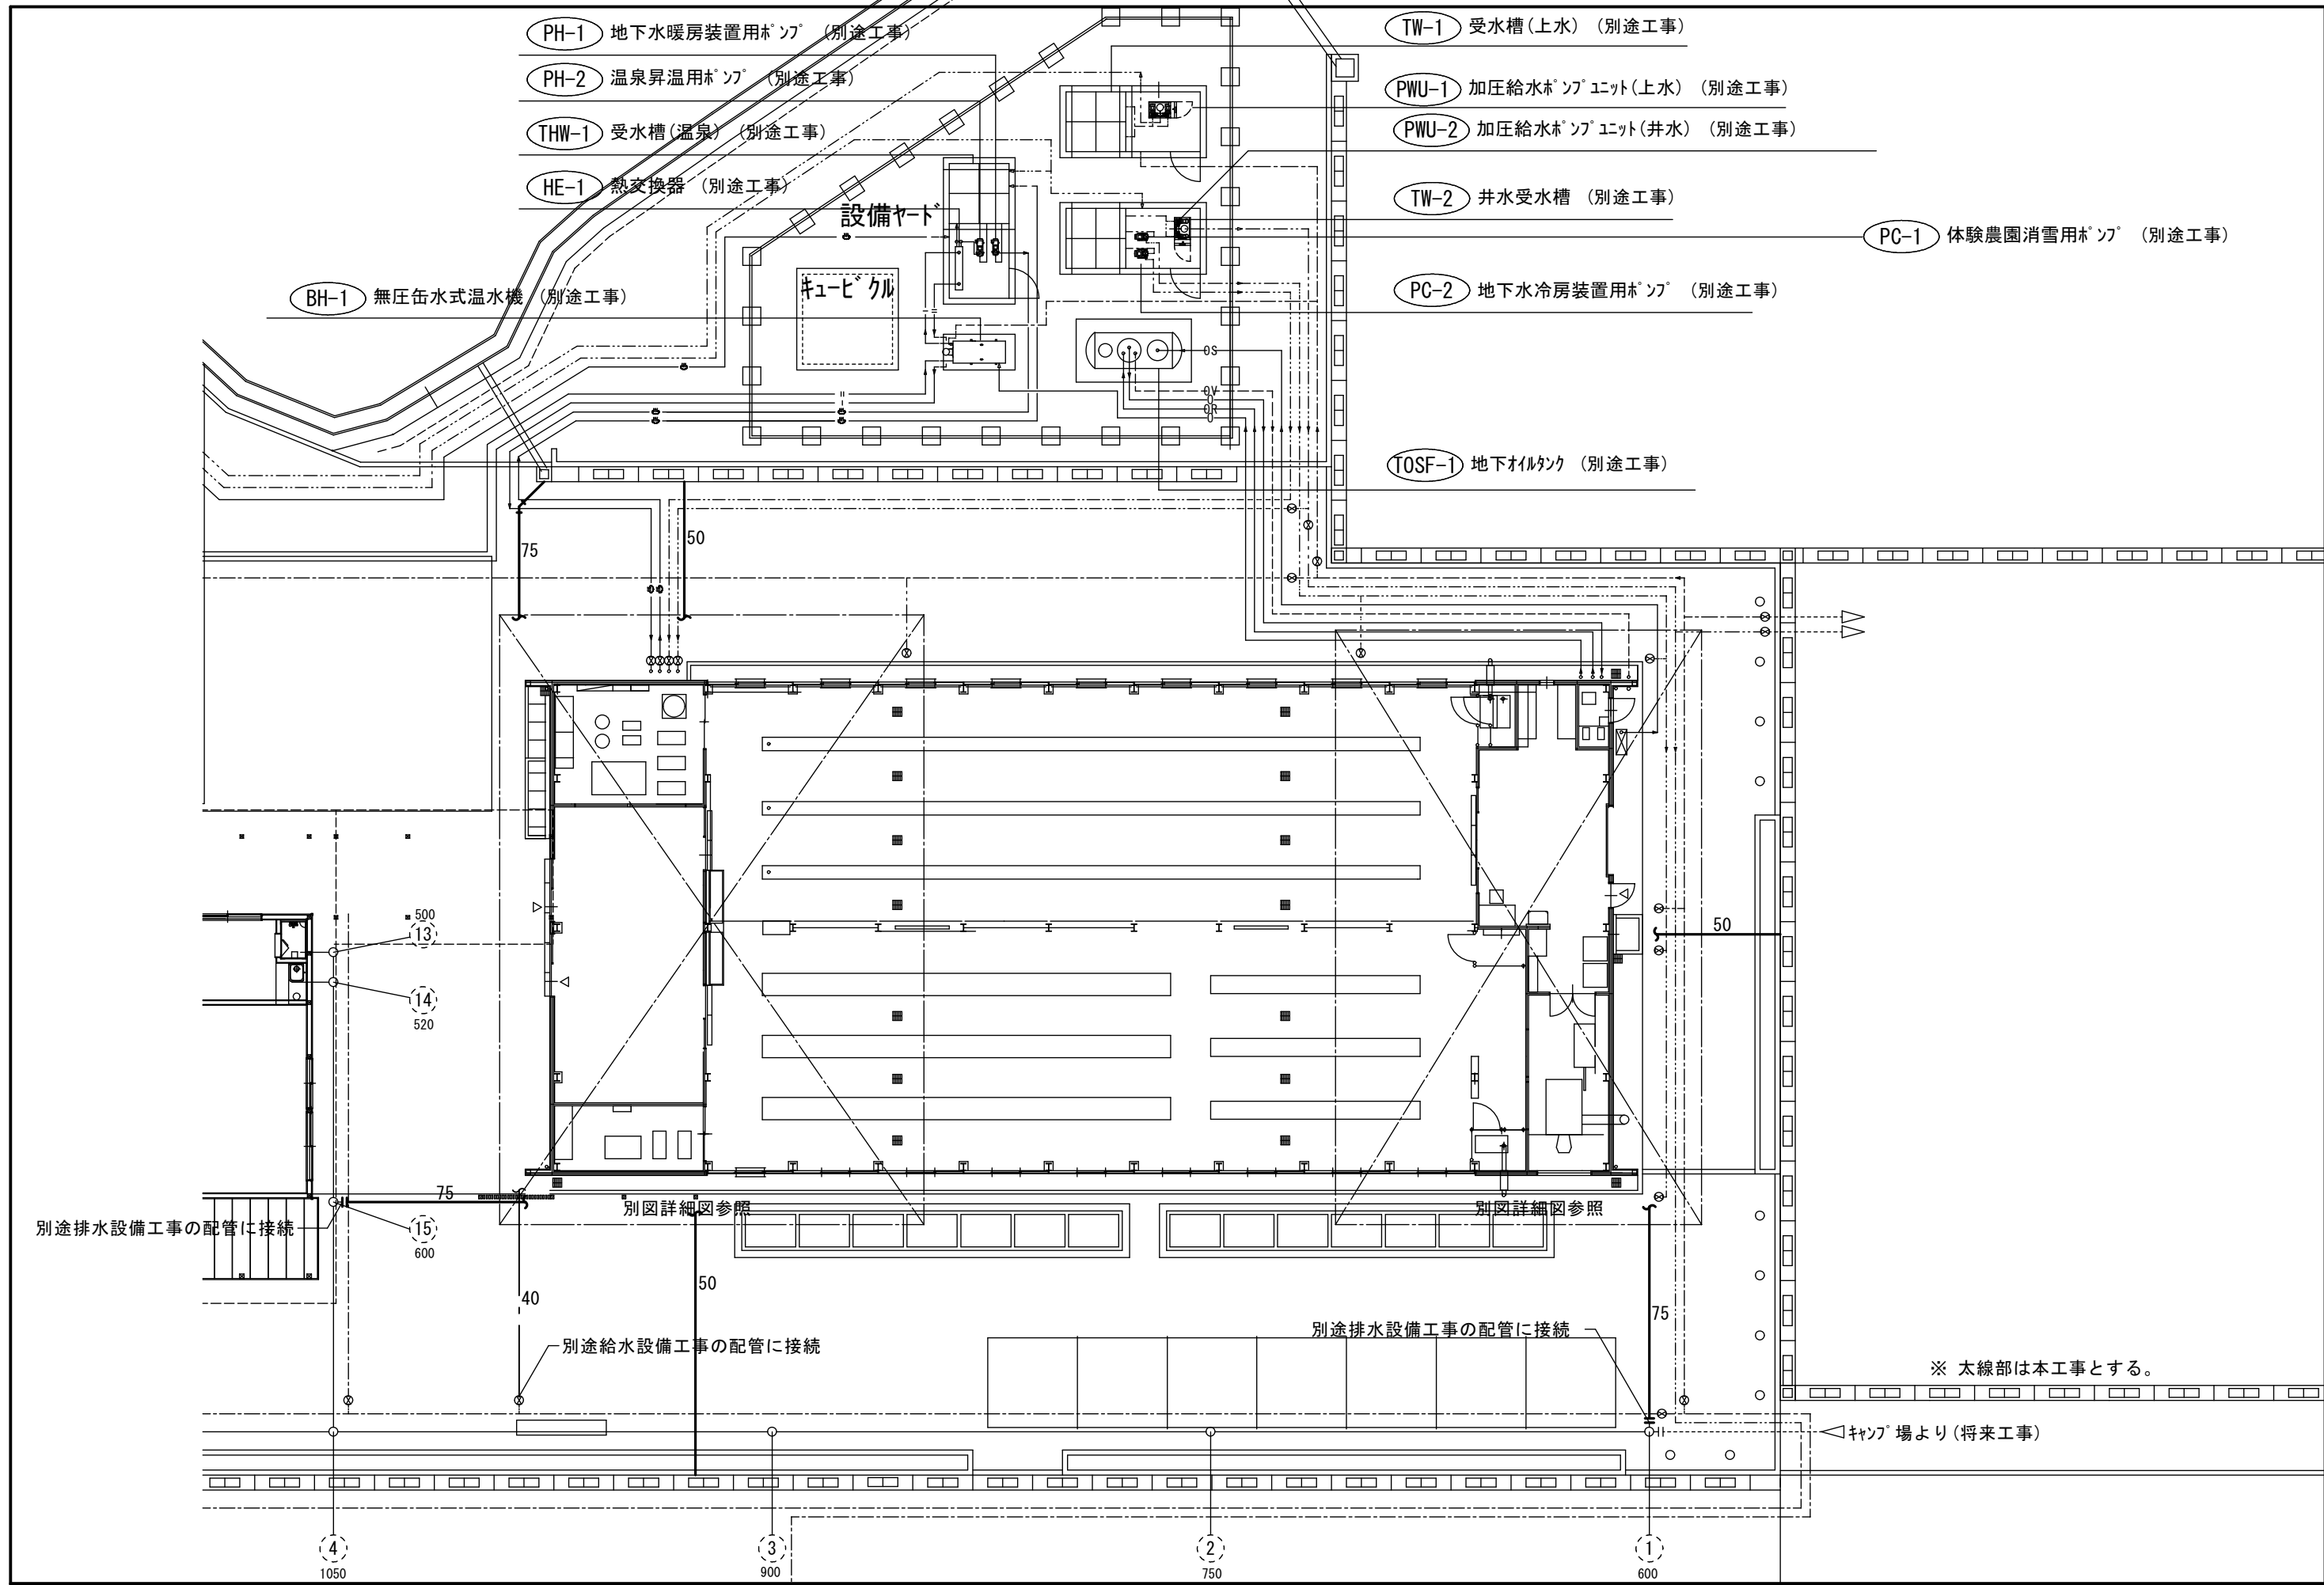 PH-1 地下水暖房装置用ﾎﾟﾝﾌﾟ (別途工事)
PH-2 温泉昇温用ﾎﾟﾝﾌﾟ (別途工事)
THW-1 受水槽(温泉) (別途工事)
HE-1 熱交換器 (別途工事)
設備ﾔｰﾄﾞ
キュービクル
BH-1 無圧缶水式温水機 (別途工事)
TW-1 受水槽(上水) (別途工事)
PWU-1 加圧給水ﾎﾟﾝﾌﾟﾕﾆｯﾄ(上水) (別途工事)
PWU-2 加圧給水ﾎﾟﾝﾌﾟﾕﾆｯﾄ(井水) (別途工事)
TW-2 井水受水槽 (別途工事)
PC-1 体験農園消雪用ﾎﾟﾝﾌﾟ (別途工事)
PC-2 地下水冷房装置用ﾎﾟﾝﾌﾟ (別途工事)
OS
OV
O
OR
O
TOSF-1 地下ｵｲﾙﾀﾝｸ (別途工事)
75
50
500
13
14
520
50
75
15
600
別途排水設備工事の配管に接続
別図詳細図参照
別図詳細図参照
40
50
75
別途給水設備工事の配管に接続
別途排水設備工事の配管に接続
※ 太線部は本工事とする。
ｷｬﾝﾌﾟ場より(将来工事)
4
1050
3
900
2
750
1
600